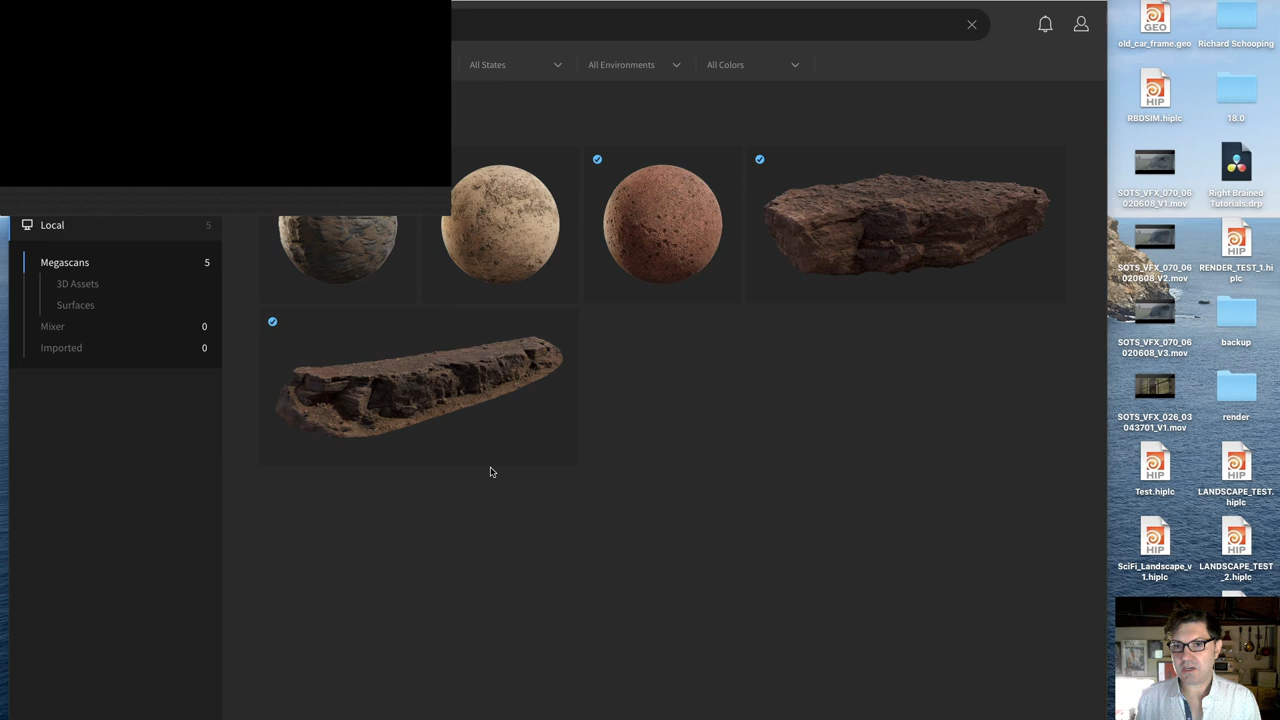 All States
All Environments
All Colors
Local
5
Megascans
5
3D Assets
Surfaces
Mixer
0
Imported
0
GEO
old_car_frame.geo
Richard Schooping
HIP
RBDSIM.hiplc
18.0
SOTS_VFX_070_06
020608_V1.mov
Right Brained
Tutorials.drp
SOTS_VFX_070_06
020608_V2.mov
HIP
RENDER_TEST_1.hi
plc
SOTS_VFX_070_06
020608_V3.mov
backup
SOTS_VFX_026_03
043701_V1.mov
render
HIP
Test.hiplc
HIP
LANDSCAPE_TEST.
hiplc
HIP
SciFi_Landscape_v
1.hiplc
HIP
LANDSCAPE_TEST
_2.hiplc